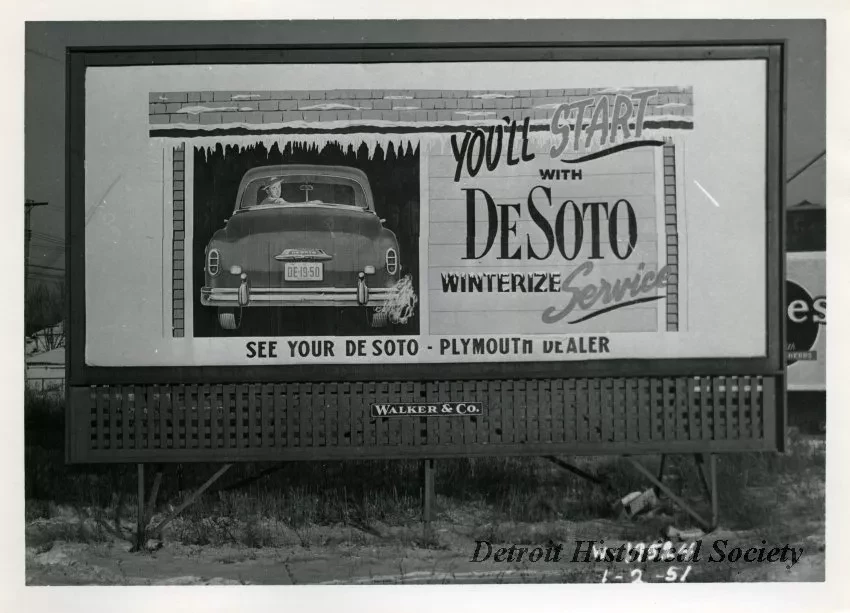 YOU'LL START
WITH
DESOTO
WINTERIZE Service
DE-19-50
SEE YOUR DE SOTO - PLYMOUTH DEALER
WALKER & CO.
es
Detroit Historical Society
1-2-51